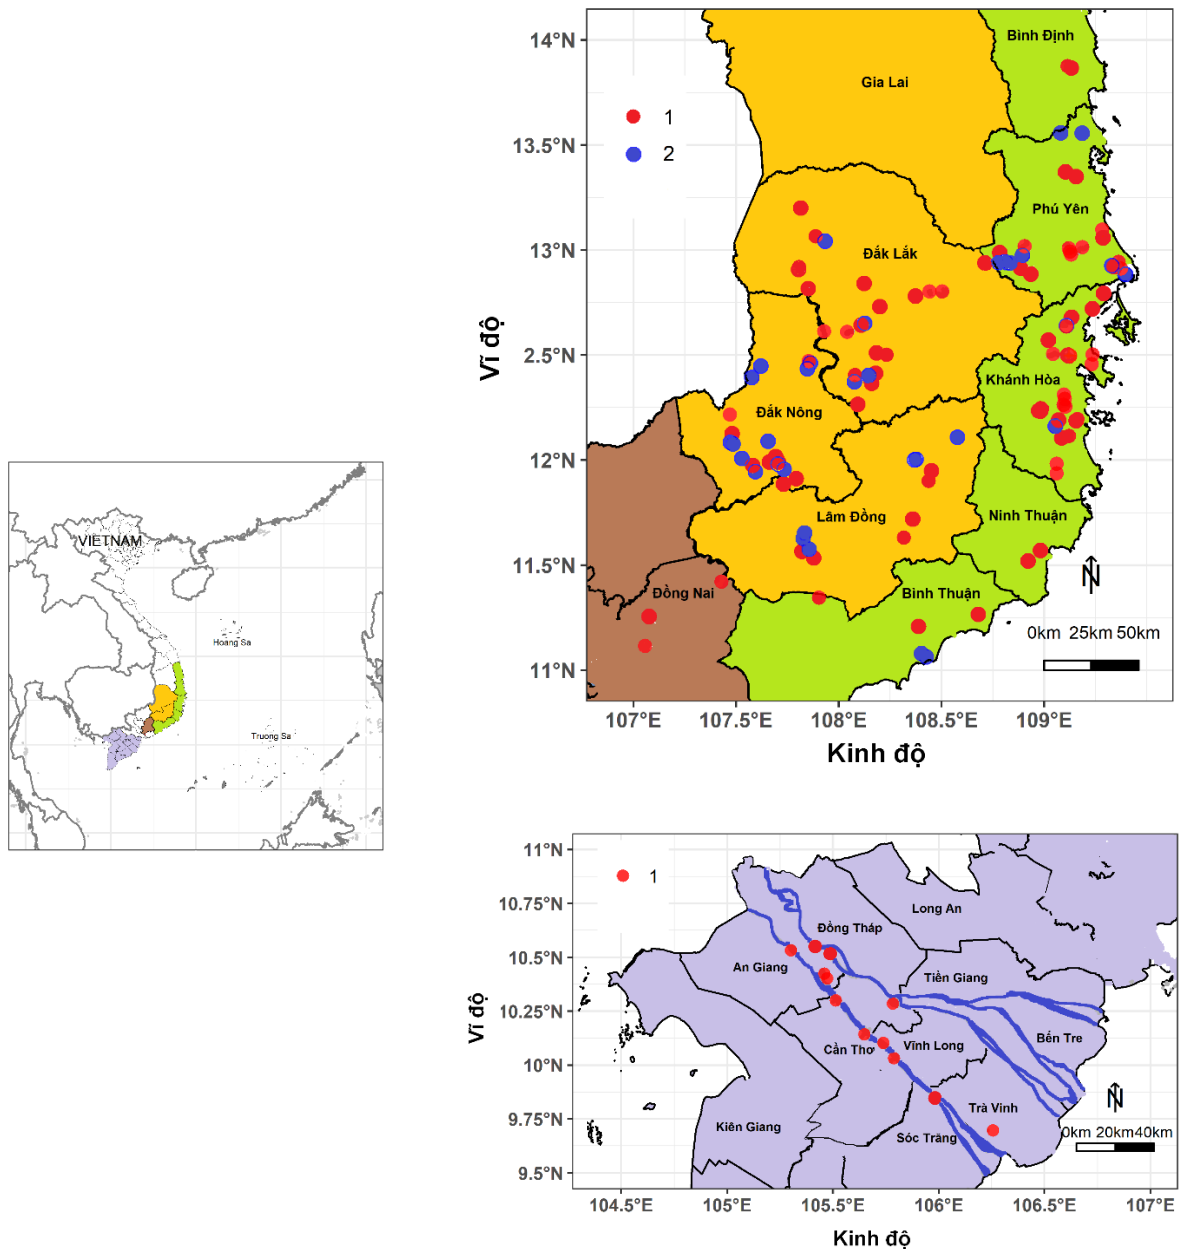 14°N
13.5°N
13°N
2.5°N
12°N
11.5°N
11°N
Vĩ độ
1
2
Bình Định
Gia Lai
Phú Yên
Đắk Lắk
Khánh Hòa
Đắk Nông
Lâm Đồng
Ninh Thuận
Đồng Nai
Bình Thuận
N
0km 25km 50km
107°E 107.5°E 108°E 108.5°E 109°E
Kinh độ
VIETNAM
Hoang Sa
Truong Sa
11°N
10.75°N
10.5°N
10.25°N
10°N
9.75°N
9.5°N
Vĩ độ
1
Long An
Đồng Tháp
An Giang
Tiền Giang
Bến Tre
Cần Thơ
Vĩnh Long
Trà Vinh
Kiên Giang
Sóc Trăng
N
0km 20km40km
104.5°E 105°E 105.5°E 106°E 106.5°E 107°E
Kinh độ